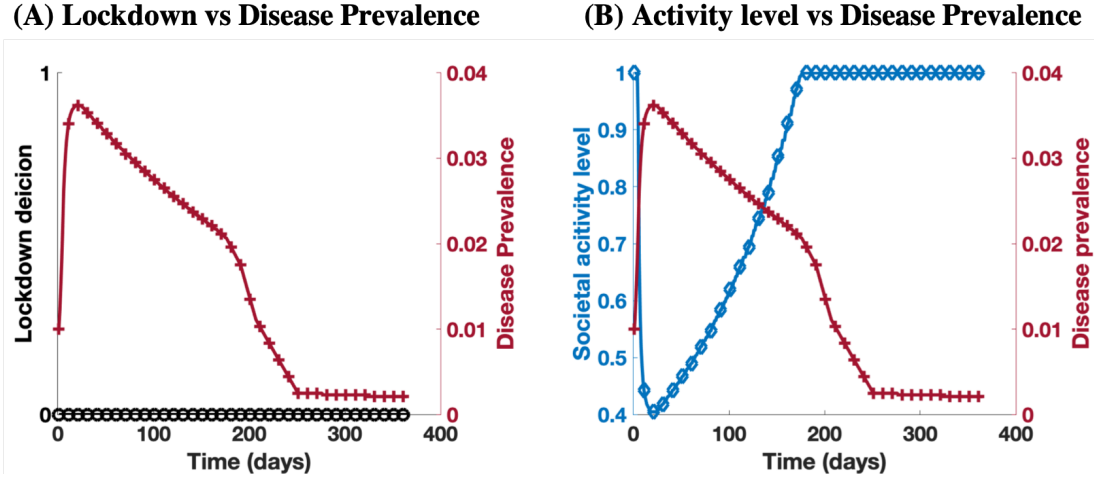 (A) Lockdown vs Disease Prevalence
(B) Activity level vs Disease Prevalence
1
0
Lockdown deicion
0.04
0.03
0.02
0.01
0
Disease Prevalence
0 100 200 300 400
Time (days)
1
0.9
0.8
0.7
0.6
0.5
0.4
Societal acitivity level
0.04
0.03
0.02
0.01
0
Disease prevalence
0 100 200 300 400
Time (days)